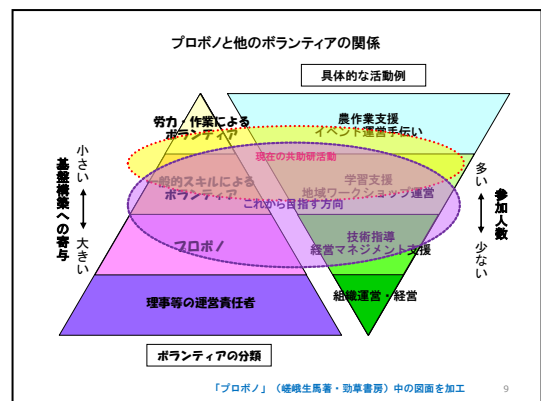 プロボノと他のボランティアの関係
具体的な活動例
労力・作業による
ボランティア
農作業支援
イベント運営手伝い
現在の共助研活動
一般的スキルによる
ボランティア
学習支援
地域ワークショップ運営
これから目指す方向
プロボノ
技術指導
経営マネジメント支援
理事等の運営責任者
組織運営・経営
基盤構築への寄与
小さい
大きい
多い
少ない
参加人数
ボランティアの分類
「プロボノ」（嵯峨生馬著・勁草書房）中の図面を加工
9